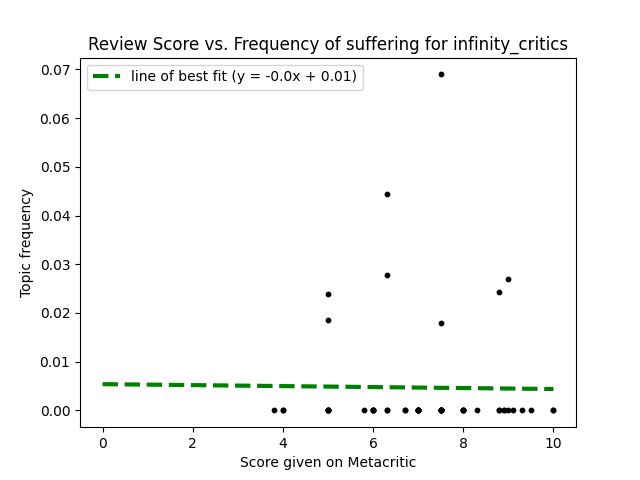 Review Score vs. Frequency of suffering for infinity_critics
line of best fit (y = -0.0x + 0.01)
0.07
0.06
0.05
0.04
0.03
0.02
0.01
0.00
Topic frequency
0 2 4 6 8 10
Score given on Metacritic